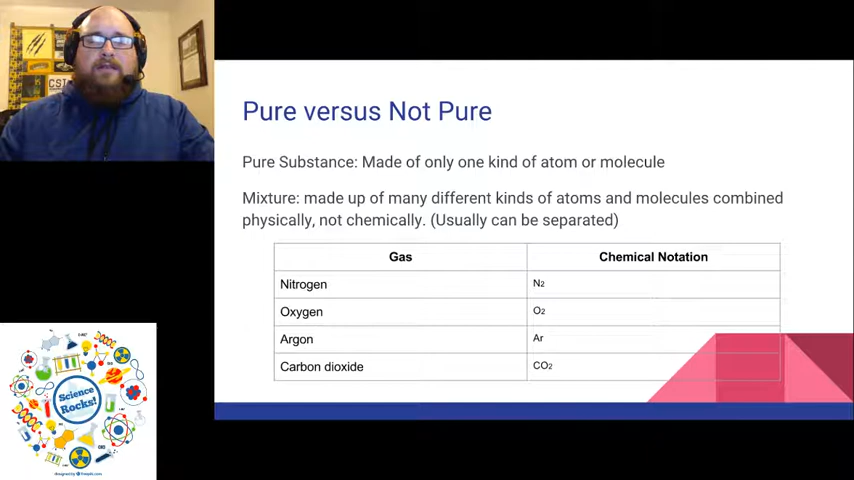 CSI
Pure versus Not Pure
Pure Substance: Made of only one kind of atom or molecule
Mixture: made up of many different kinds of atoms and molecules combined
physically, not chemically. (Usually can be separated)
Gas Chemical Notation
Nitrogen N2
Oxygen O2
Argon Ar
Carbon dioxide CO2
Science
Rocks!